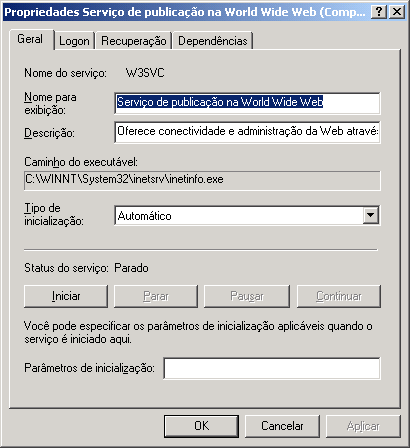 Propriedades Serviço de publicação na World Wide Web (Comp...
Geral Logon Recuperação Dependências
Nome do serviço: W3SVC
Nome para exibição:
Serviço de publicação na World Wide Web
Descrição:
Oferece conectividade e administração da Web através
Caminho do executável:
C:\WINNT\System32\inetsrv\inetinfo.exe
Tipo de inicialização:
Automático
Status do serviço: Parado
Iniciar Parar Pausar Continuar
Você pode especificar os parâmetros de inicialização aplicáveis quando o
serviço é iniciado aqui.
Parâmetros de inicialização:
OK Cancelar Aplicar